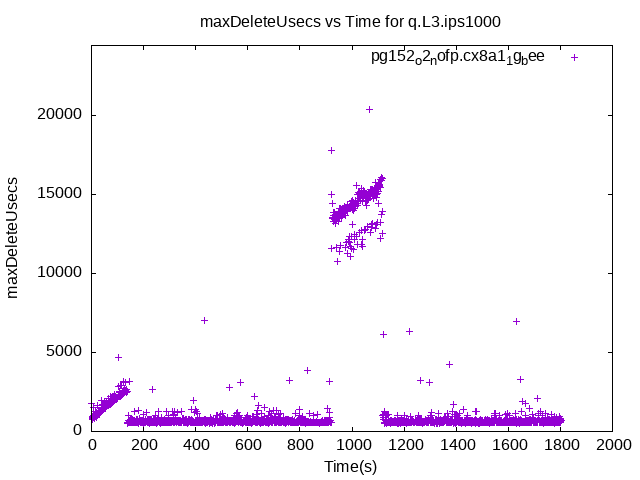 maxDeleteUsecs vs Time for q.L3.ips1000
pg152o2nofp.cx8a11gbee
maxDeleteUsecs
20000
15000
10000
5000
0
0 200 400 600 800 1000 1200 1400 1600 1800 2000
Time(s)